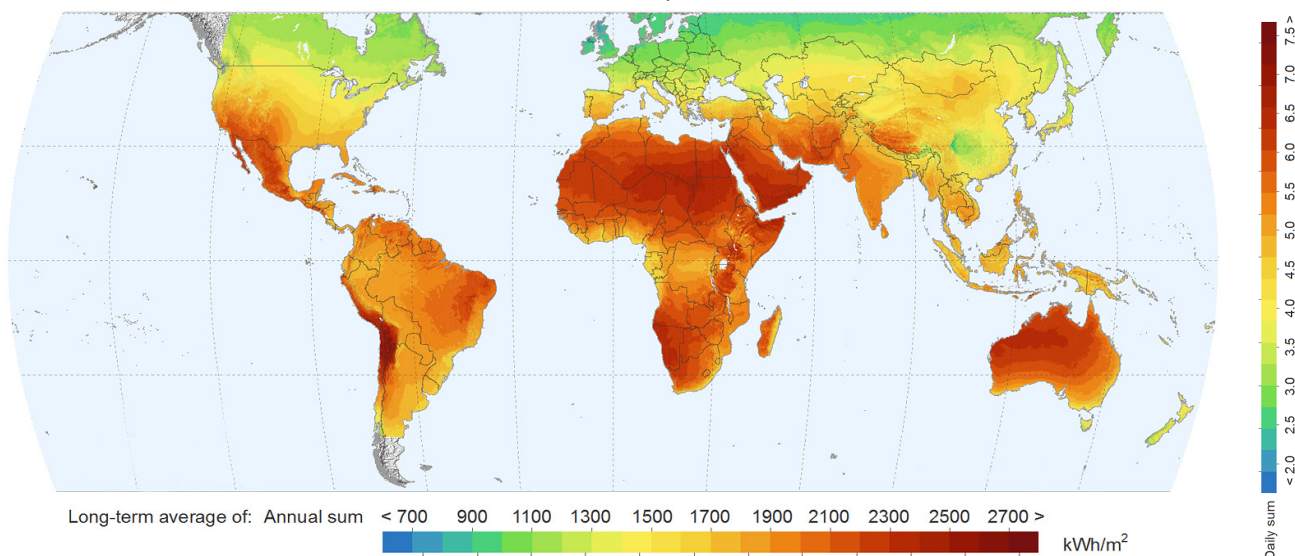 Long-term average of: Annual sum < 700 900 1100 1300 1500 1700 1900 2100 2300 2500 2700 > kWh/m²
Daily sum < 2.0 2.5 3.0 3.5 4.0 4.5 5.0 5.5 6.0 6.5 7.0 7.5 >